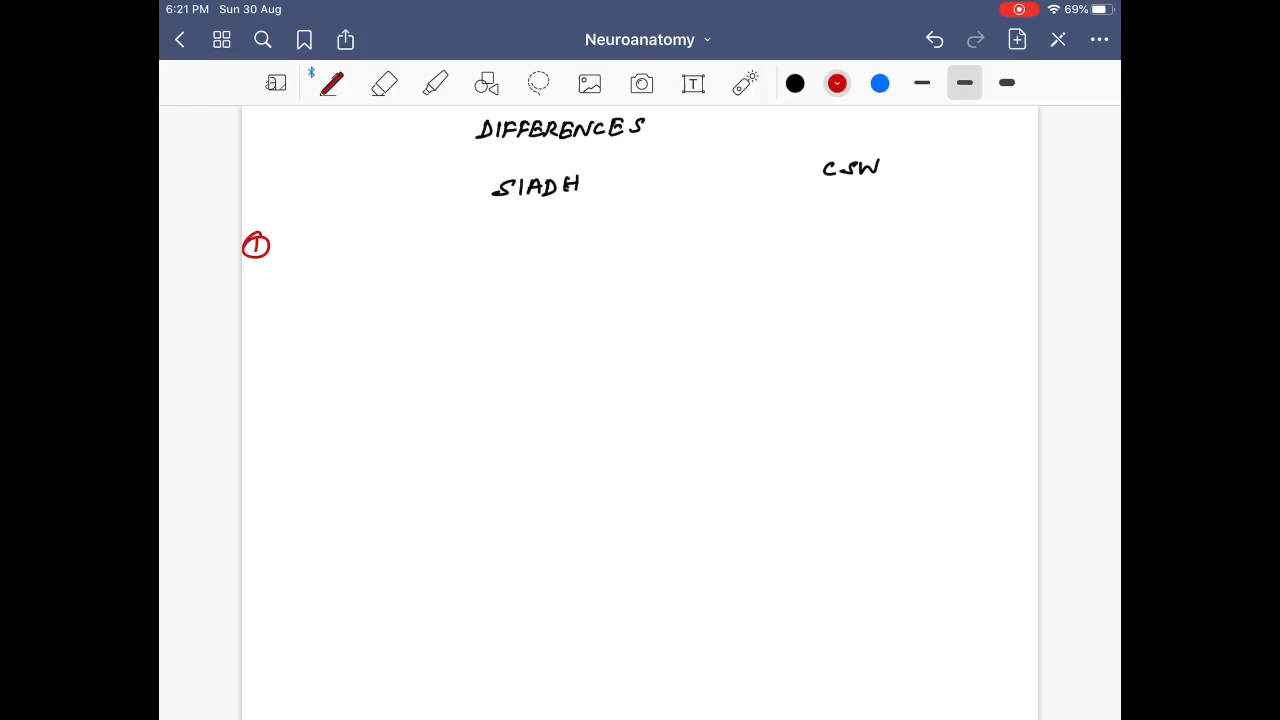 6:21 PM Sun 30 Aug 69%
Neuroanatomy
T
DIFFERENCES
CSW
SIADH
1